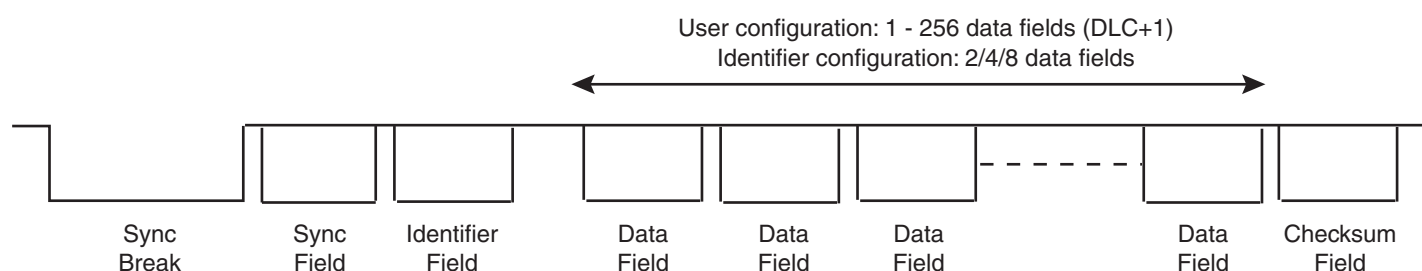 User configuration: 1 - 256 data fields (DLC+1)
Identifier configuration: 2/4/8 data fields
Sync
Break
Sync
Field
Identifier
Field
Data
Field
Data
Field
Data
Field
Data
Field
Checksum
Field